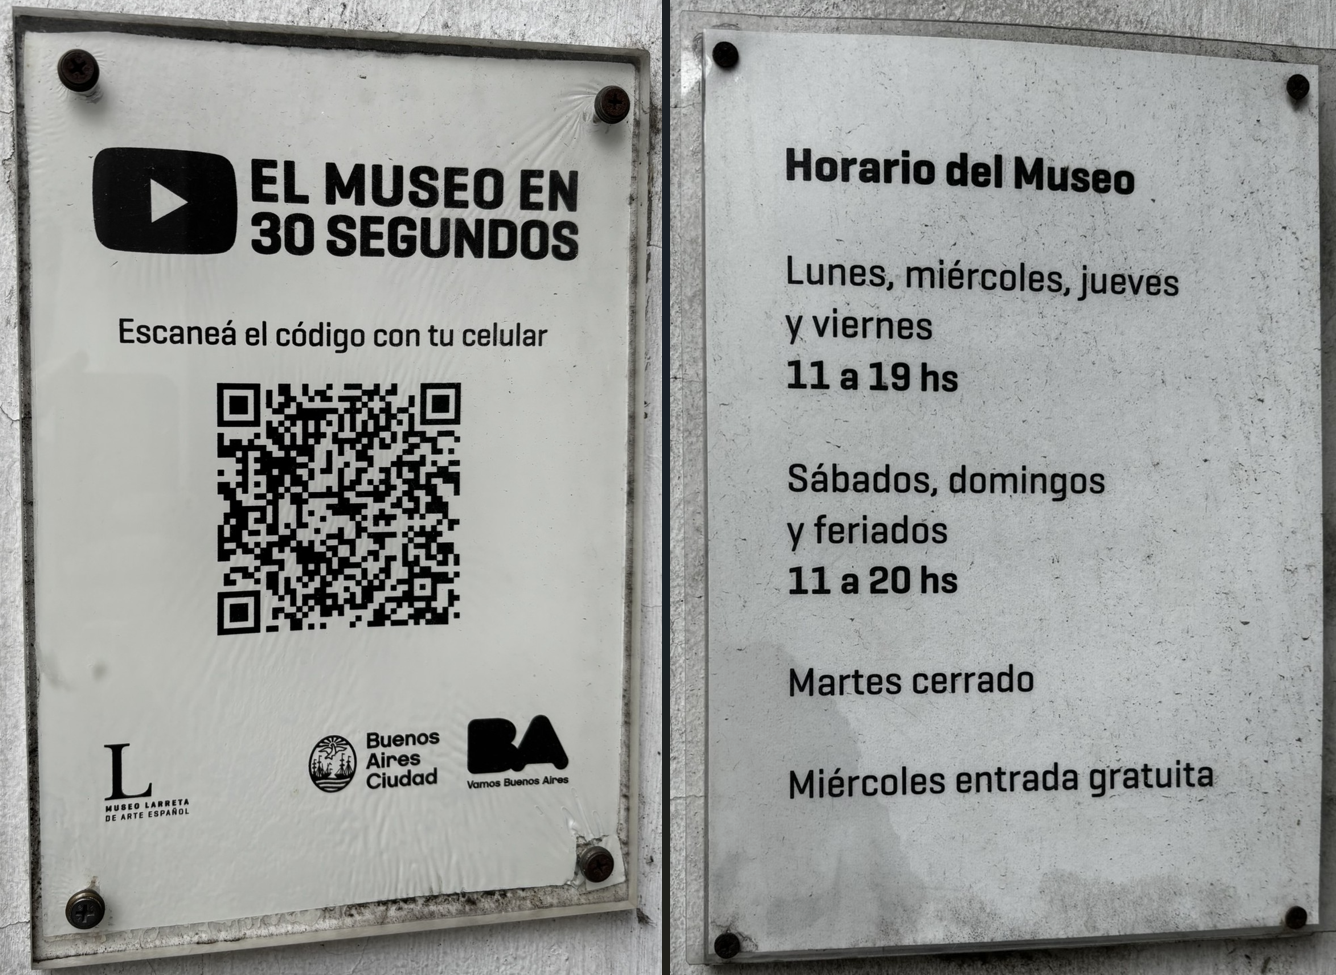 EL MUSEO EN
30 SEGUNDOS
Escaneá el código con tu celular
L
MUSEO LARRETA
DE ARTE ESPAÑOL
Buenos
Aires
Ciudad
BA
Vamos Buenos Aires
Horario del Museo
Lunes, miércoles, jueves
y viernes
11 a 19 hs
Sábados, domingos
y feriados
11 a 20 hs
Martes cerrado
Miércoles entrada gratuita